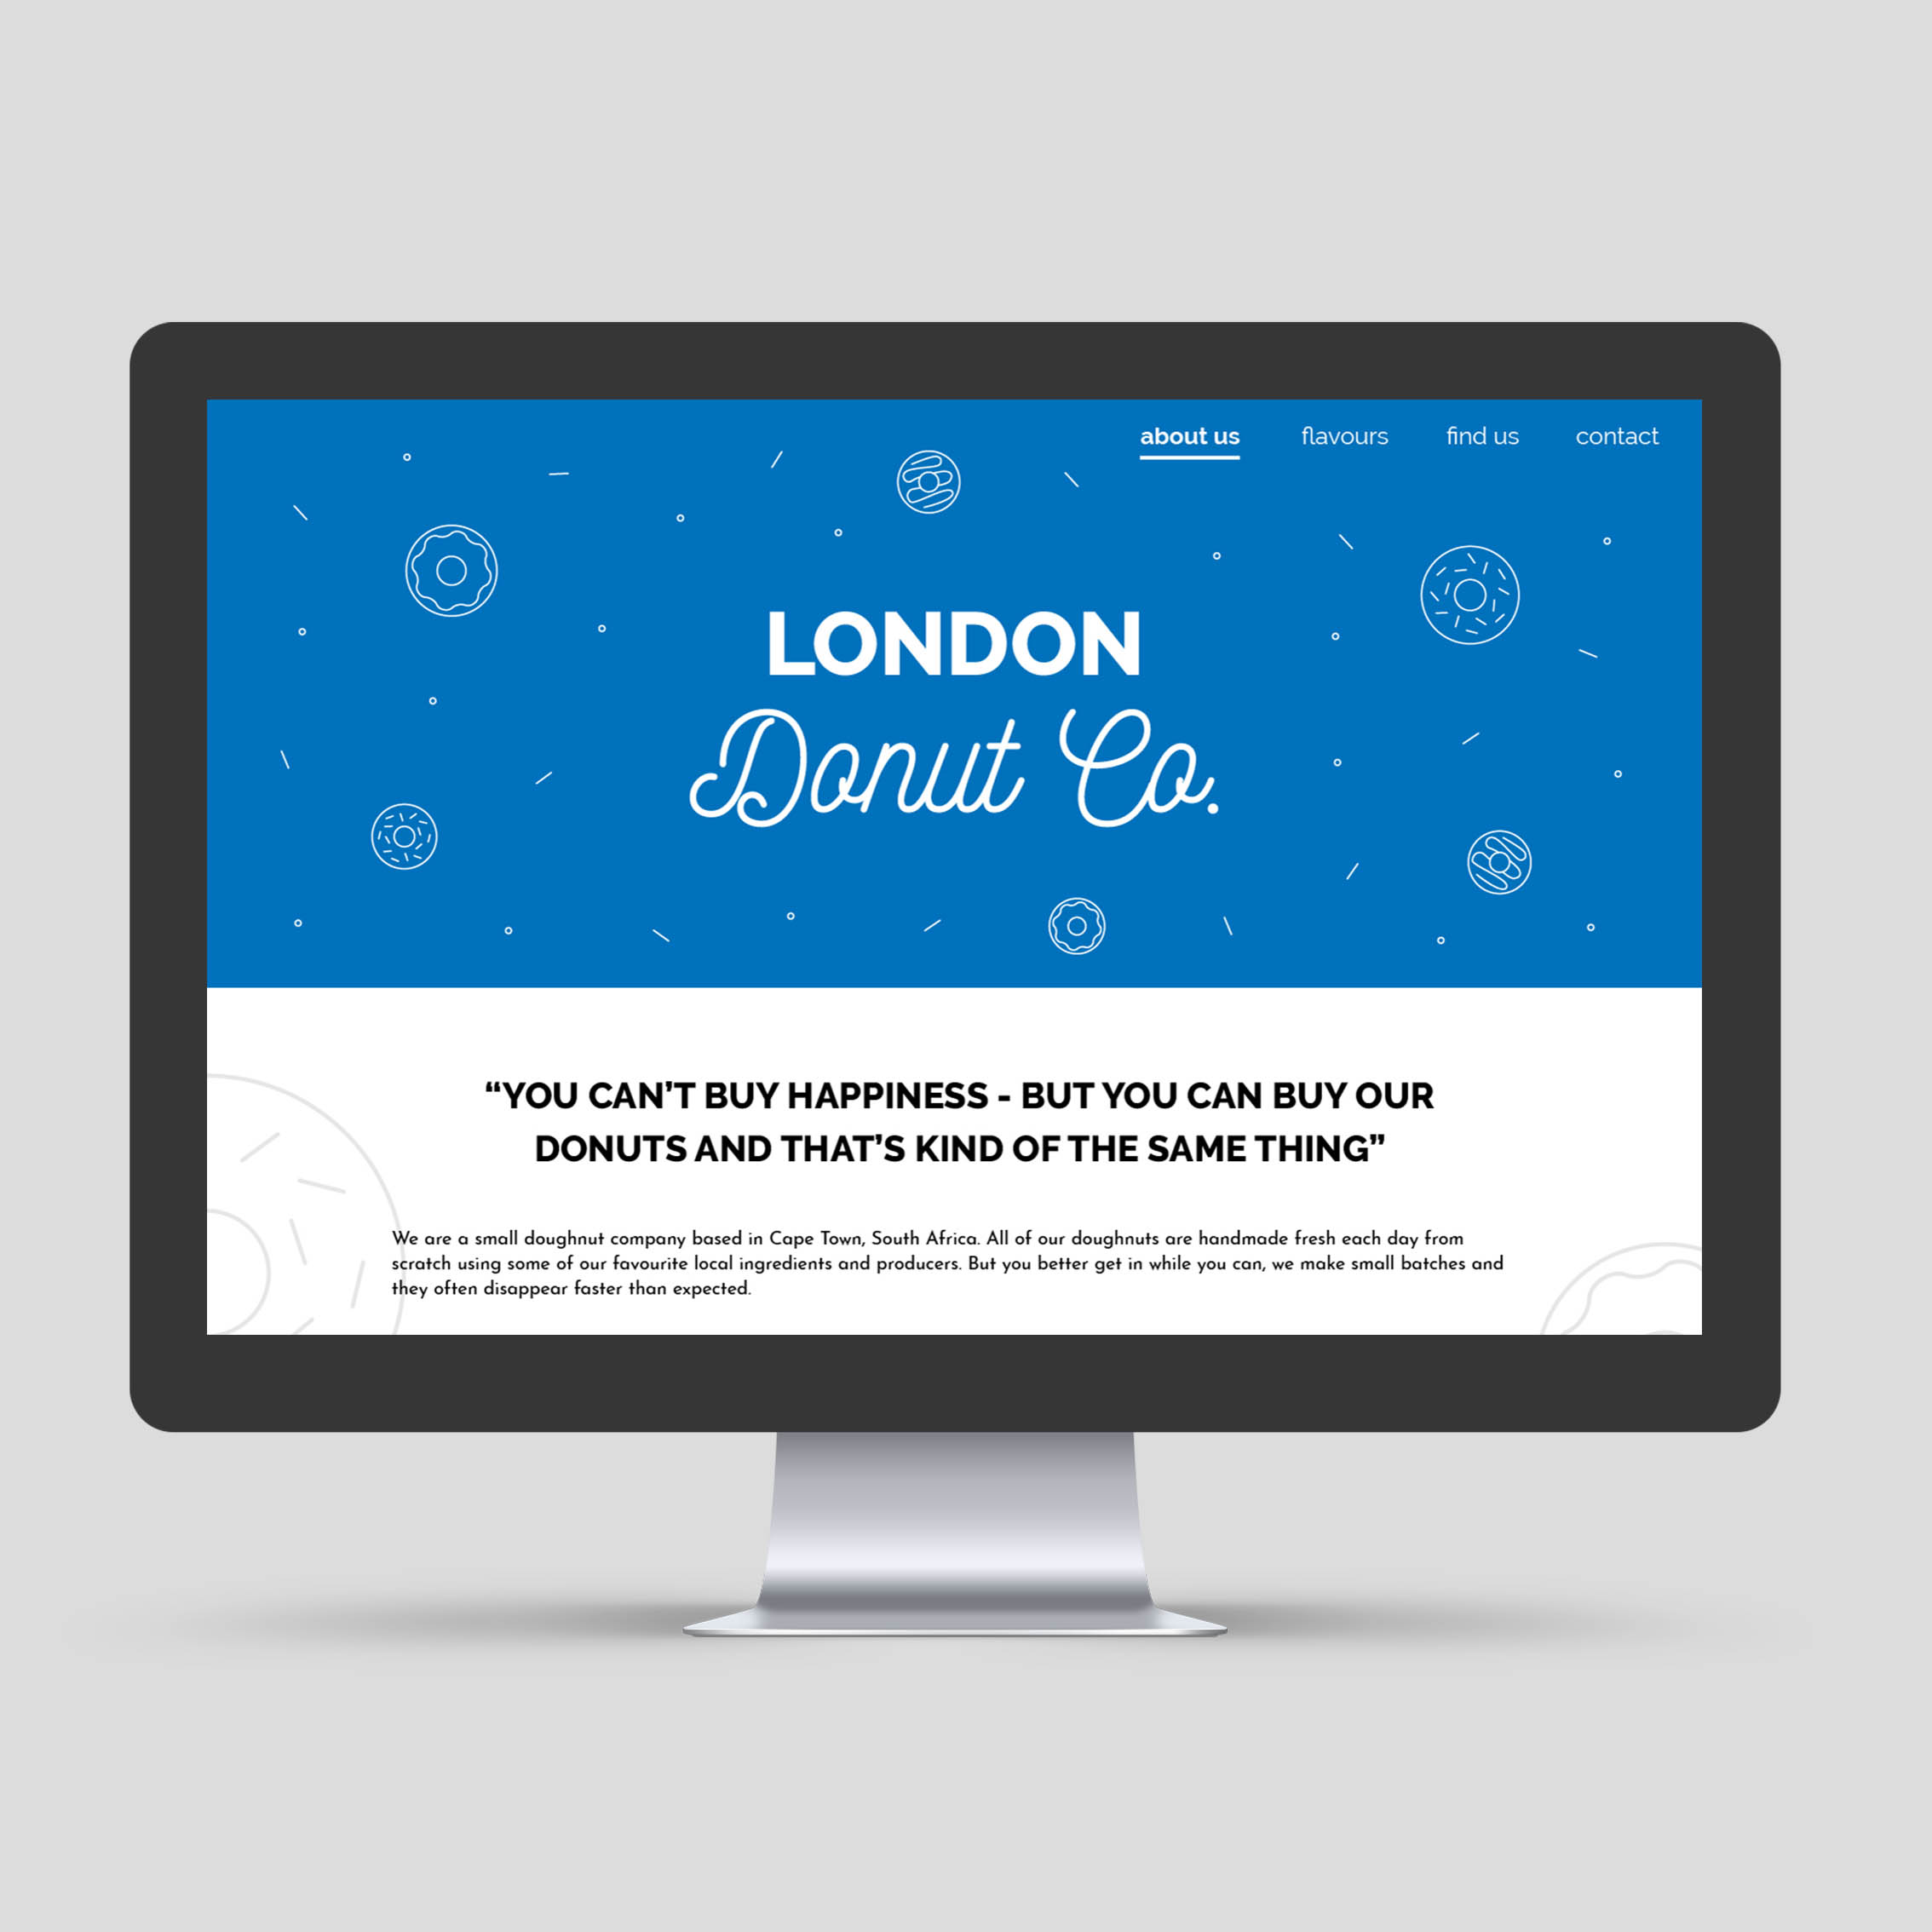 about us flavours find us contact
LONDON
Donut Co.
“YOU CAN’T BUY HAPPINESS - BUT YOU CAN BUY OUR
DONUTS AND THAT’S KIND OF THE SAME THING”
We are a small doughnut company based in Cape Town, South Africa. All of our doughnuts are handmade fresh each day from
scratch using some of our favourite local ingredients and producers. But you better get in while you can, we make small batches and
they often disappear faster than expected.